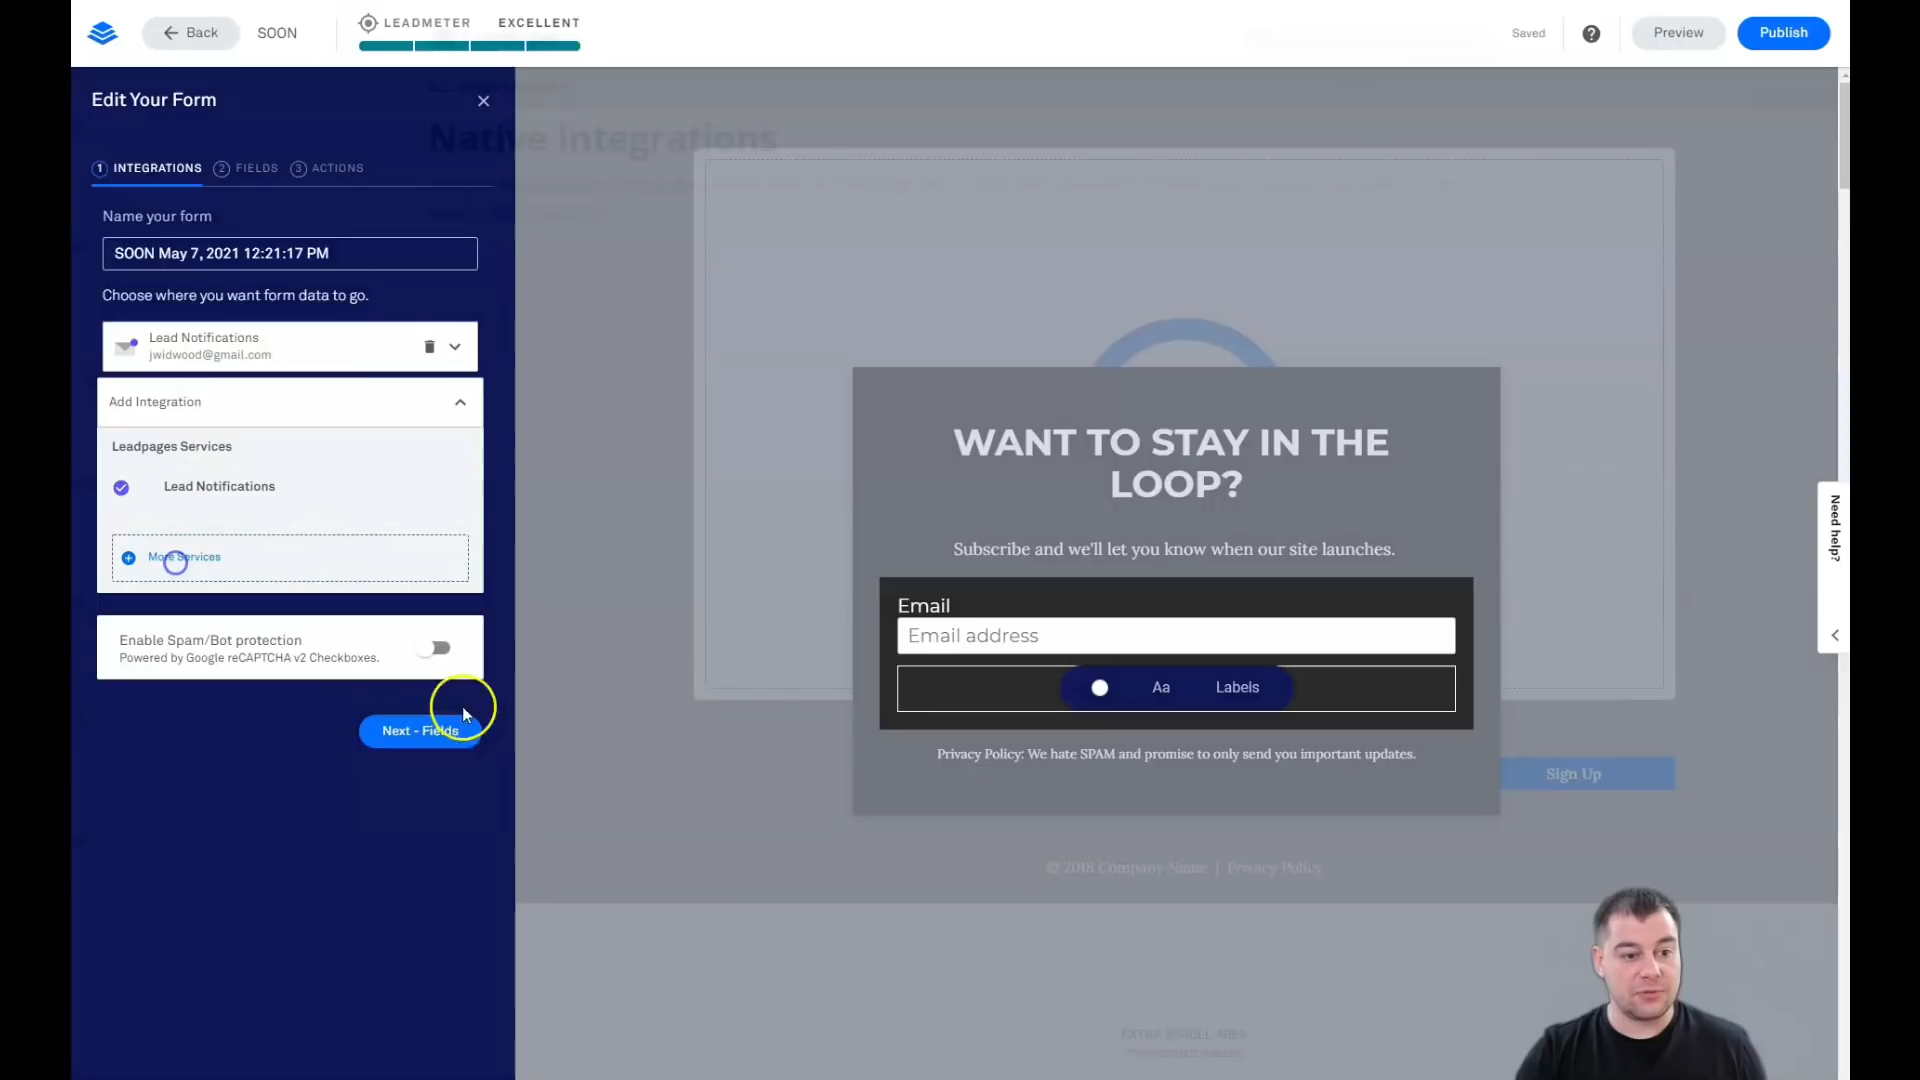 Back
SOON
LEADMETER EXCELLENT
Saved
?
Preview
Publish
Edit Your Form
Native Integrations
1 INTEGRATIONS 2 FIELDS 3 ACTIONS
Name your form
SOON May 7, 2021 12:21:17 PM
Choose where you want form data to go.
Lead Notifications
jwidwood@gmail.com
Add Integration
Leadpages Services
Lead Notifications
More Services
Enable Spam/Bot protection
Powered by Google reCAPTCHA v2 Checkboxes.
Next - Fields
WANT TO STAY IN THE
LOOP?
Subscribe and we'll let you know when our site launches.
Email
Email address
Aa Labels
Privacy Policy: We hate SPAM and promise to only send you important updates.
Sign Up
© 2018 Company Name | Privacy Policy
EXTRA SCROLL AREA
Need help?